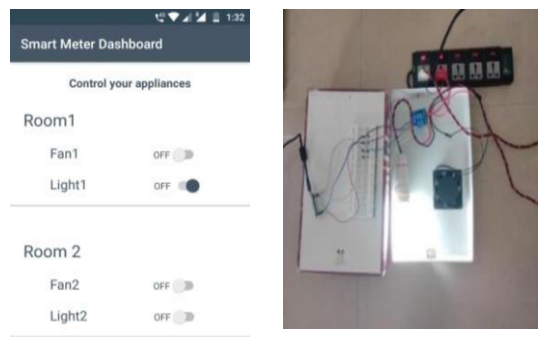 1:32
Smart Meter Dashboard
Control your appliances
Room1
Fan1 OFF
Light1 OFF
Room 2
Fan2 OFF
Light2 OFF